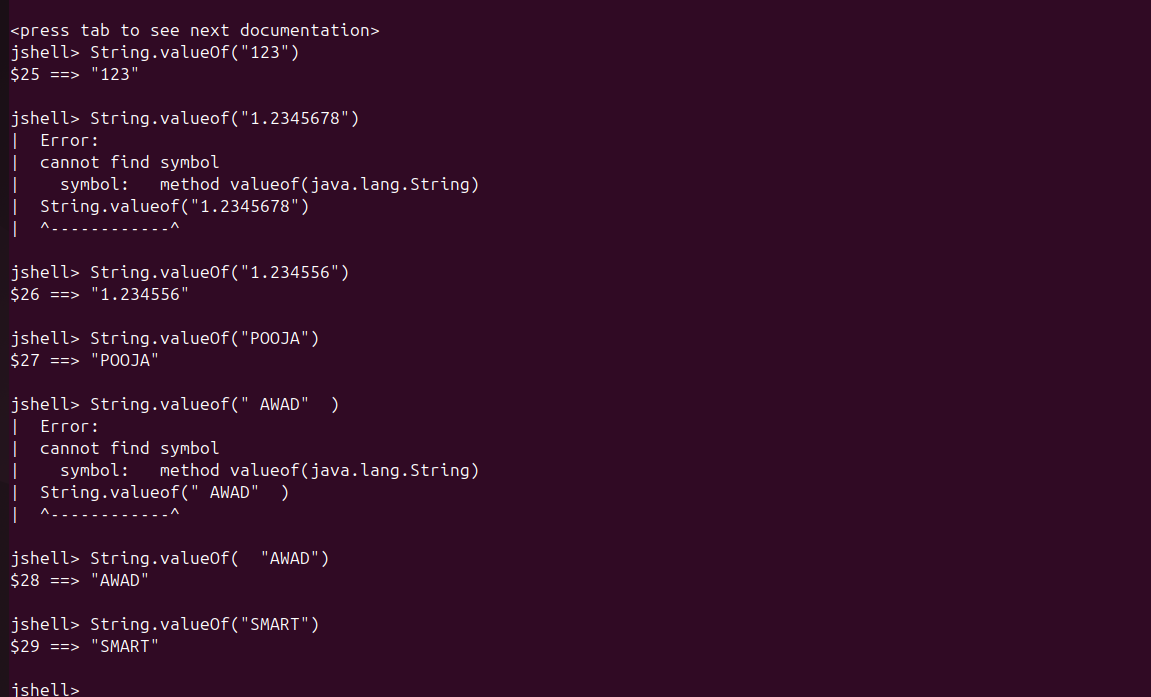 <press tab to see next documentation>
jshell> String.valueOf("123")
$25 ==> "123"
jshell> String.valueof("1.2345678")
|  Error:
|  cannot find symbol
|    symbol:   method valueof(java.lang.String)
|  String.valueof("1.2345678")
|  ^------------^
jshell> String.valueOf("1.234556")
$26 ==> "1.234556"
jshell> String.valueOf("POOJA")
$27 ==> "POOJA"
jshell> String.valueof(" AWAD"  )
|  Error:
|  cannot find symbol
|    symbol:   method valueof(java.lang.String)
|  String.valueof(" AWAD"  )
|  ^------------^
jshell> String.valueOf(  "AWAD")
$28 ==> "AWAD"
jshell> String.valueOf("SMART")
$29 ==> "SMART"
jshell>